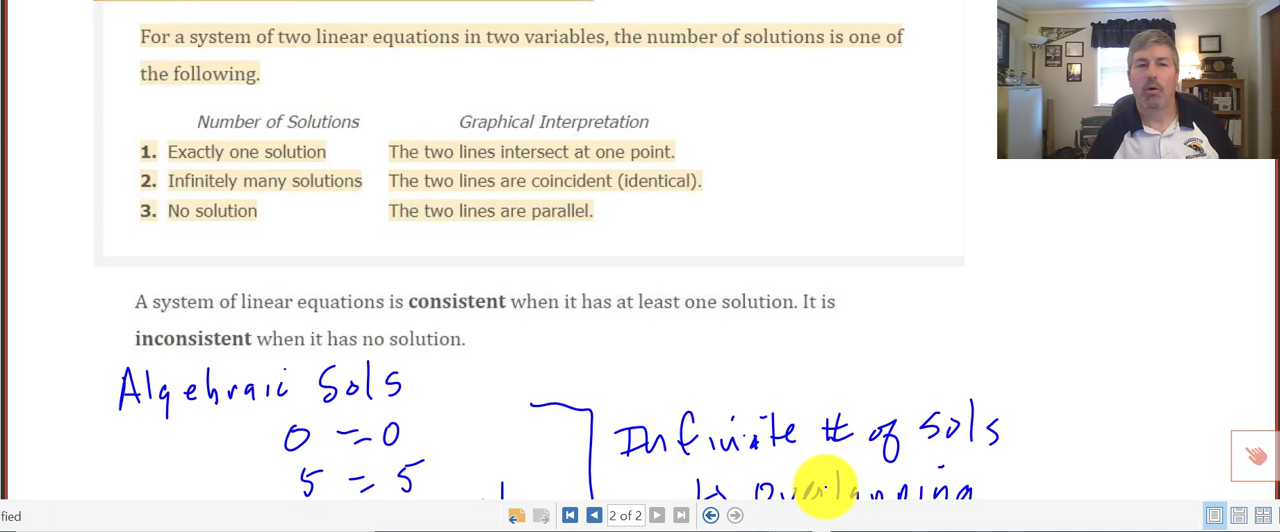 For a system of two linear equations in two variables, the number of solutions is one of
the following.
Number of Solutions Graphical Interpretation
1. Exactly one solution The two lines intersect at one point.
2. Infinitely many solutions The two lines are coincident (identical).
3. No solution The two lines are parallel.
A system of linear equations is consistent when it has at least one solution. It is
inconsistent when it has no solution.
Algebraic Sols
0 = 0
Infinite # of Sols
5 = 5
fied
2 of 2